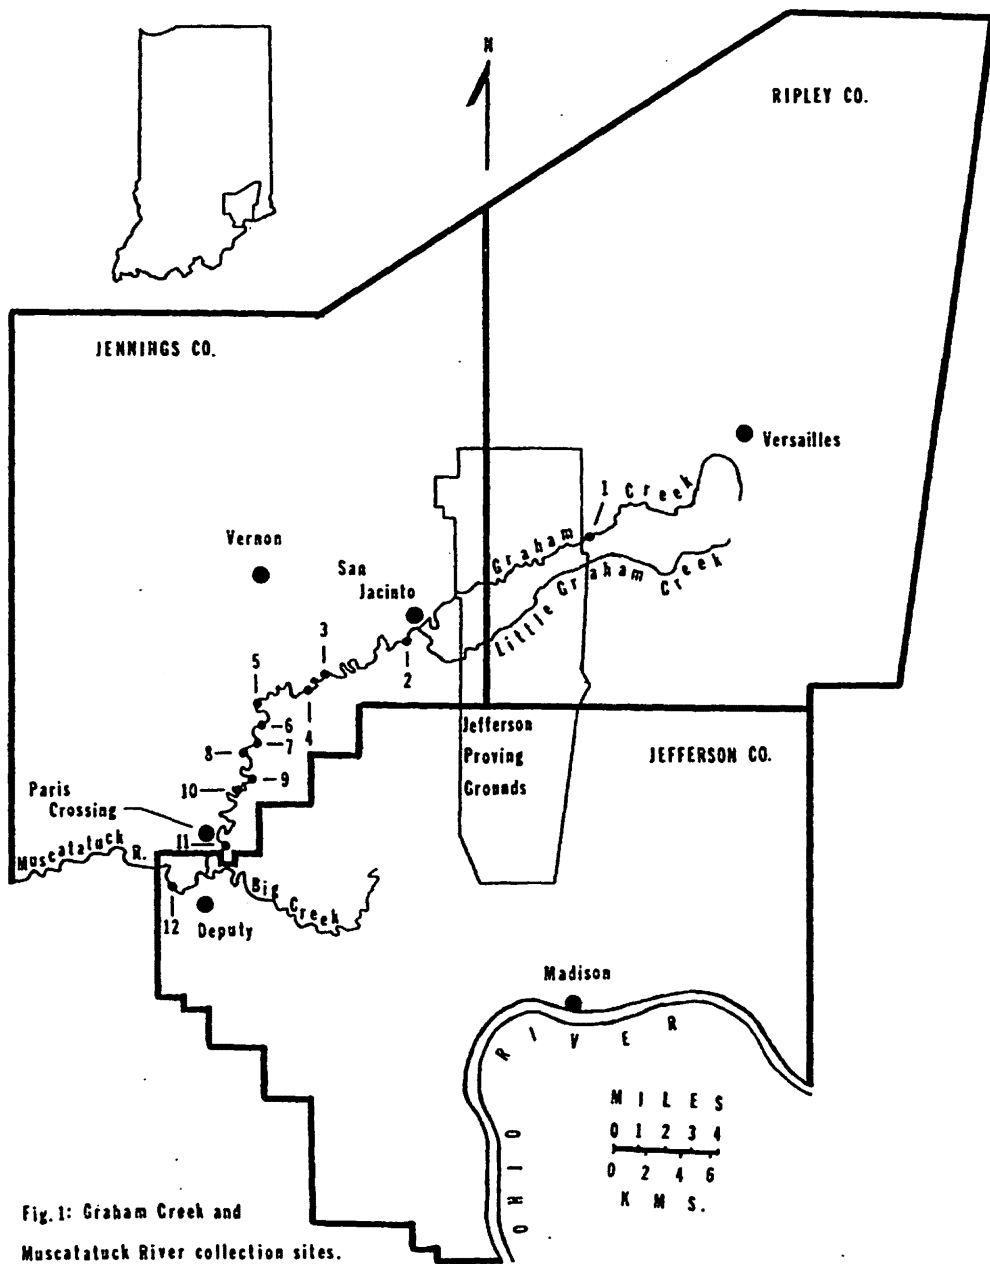 N
RIPLEY CO.
JENNINGS CO.
Versailles
1
Graham Creek
Vernon
San
Jacinto
Little Graham Creek
3
5
2
4
6
7
8
9
10
Jefferson
Proving
Grounds
JEFFERSON CO.
Paris
Crossing
11
Muscatatuck R.
Big Creek
12
Deputy
Madison
OHIO RIVER
MILES
0 1 2 3 4
0 2 4 6
KMS.
Fig.1: Graham Creek and
Muscatatuck River collection sites.